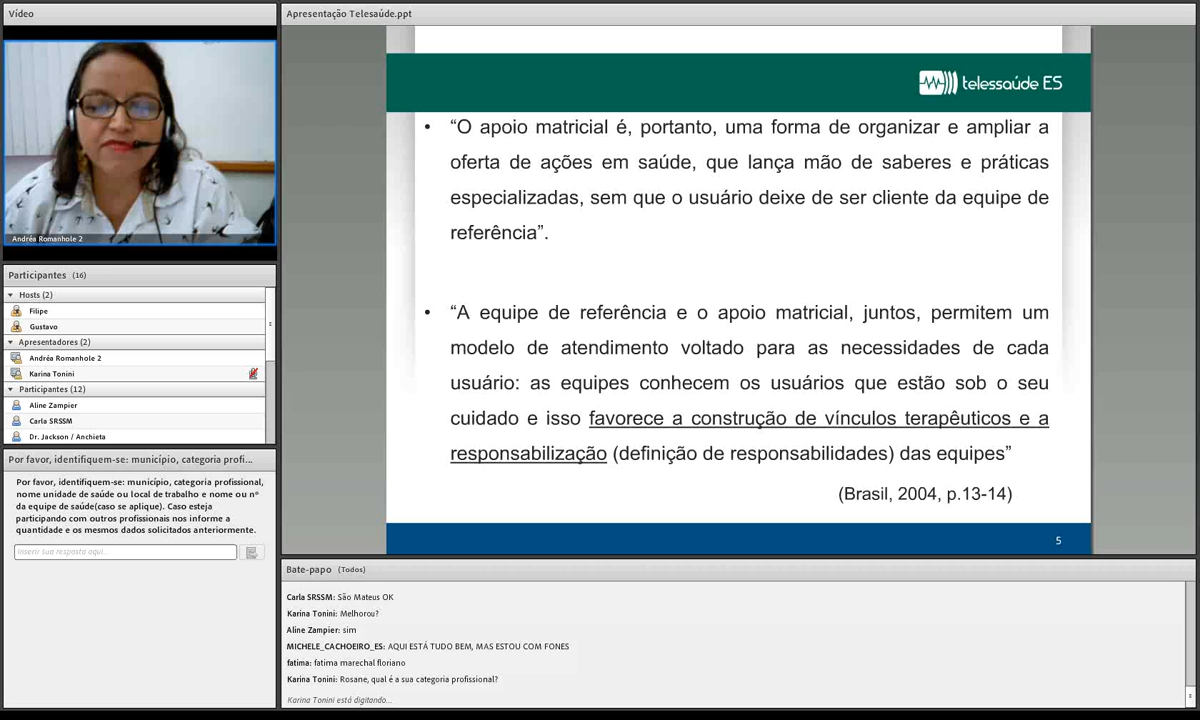 Vídeo
Andréa Romanhole 2
Participantes (16)
Hosts (2)
Filipe
Gustavo
Apresentadores (2)
Andréa Romanhole 2
Karina Tonini
Participantes (12)
Aline Zampier
Carla SRSSM
Dr. Jackson / Anchieta
Por favor, identifiquem-se: município, categoria profi...
Por favor, identifiquem-se: município, categoria profissional,
nome unidade de saúde ou local de trabalho e nome ou nº
da equipe de saúde(caso se aplique). Caso esteja
participando com outros profissionais nos informe a
quantidade e os mesmos dados solicitados anteriormente.
Inserir sua resposta aqui...
Apresentação Telesaúde.ppt
telessaúde ES
• “O apoio matricial é, portanto, uma forma de organizar e ampliar a
oferta de ações em saúde, que lança mão de saberes e práticas
especializadas, sem que o usuário deixe de ser cliente da equipe de
referência”.
• “A equipe de referência e o apoio matricial, juntos, permitem um
modelo de atendimento voltado para as necessidades de cada
usuário: as equipes conhecem os usuários que estão sob o seu
cuidado e isso favorece a construção de vínculos terapêuticos e a
responsabilização (definição de responsabilidades) das equipes”
(Brasil, 2004, p.13-14)
5
Bate-papo (Todos)
Carla SRSSM: São Mateus OK
Karina Tonini: Melhorou?
Aline Zampier: sim
MICHELE_CACHOEIRO_ES: AQUI ESTÁ TUDO BEM, MAS ESTOU COM FONES
fatima: fatima marechal floriano
Karina Tonini: Rosane, qual é a sua categoria profissional?
Karina Tonini está digitando...